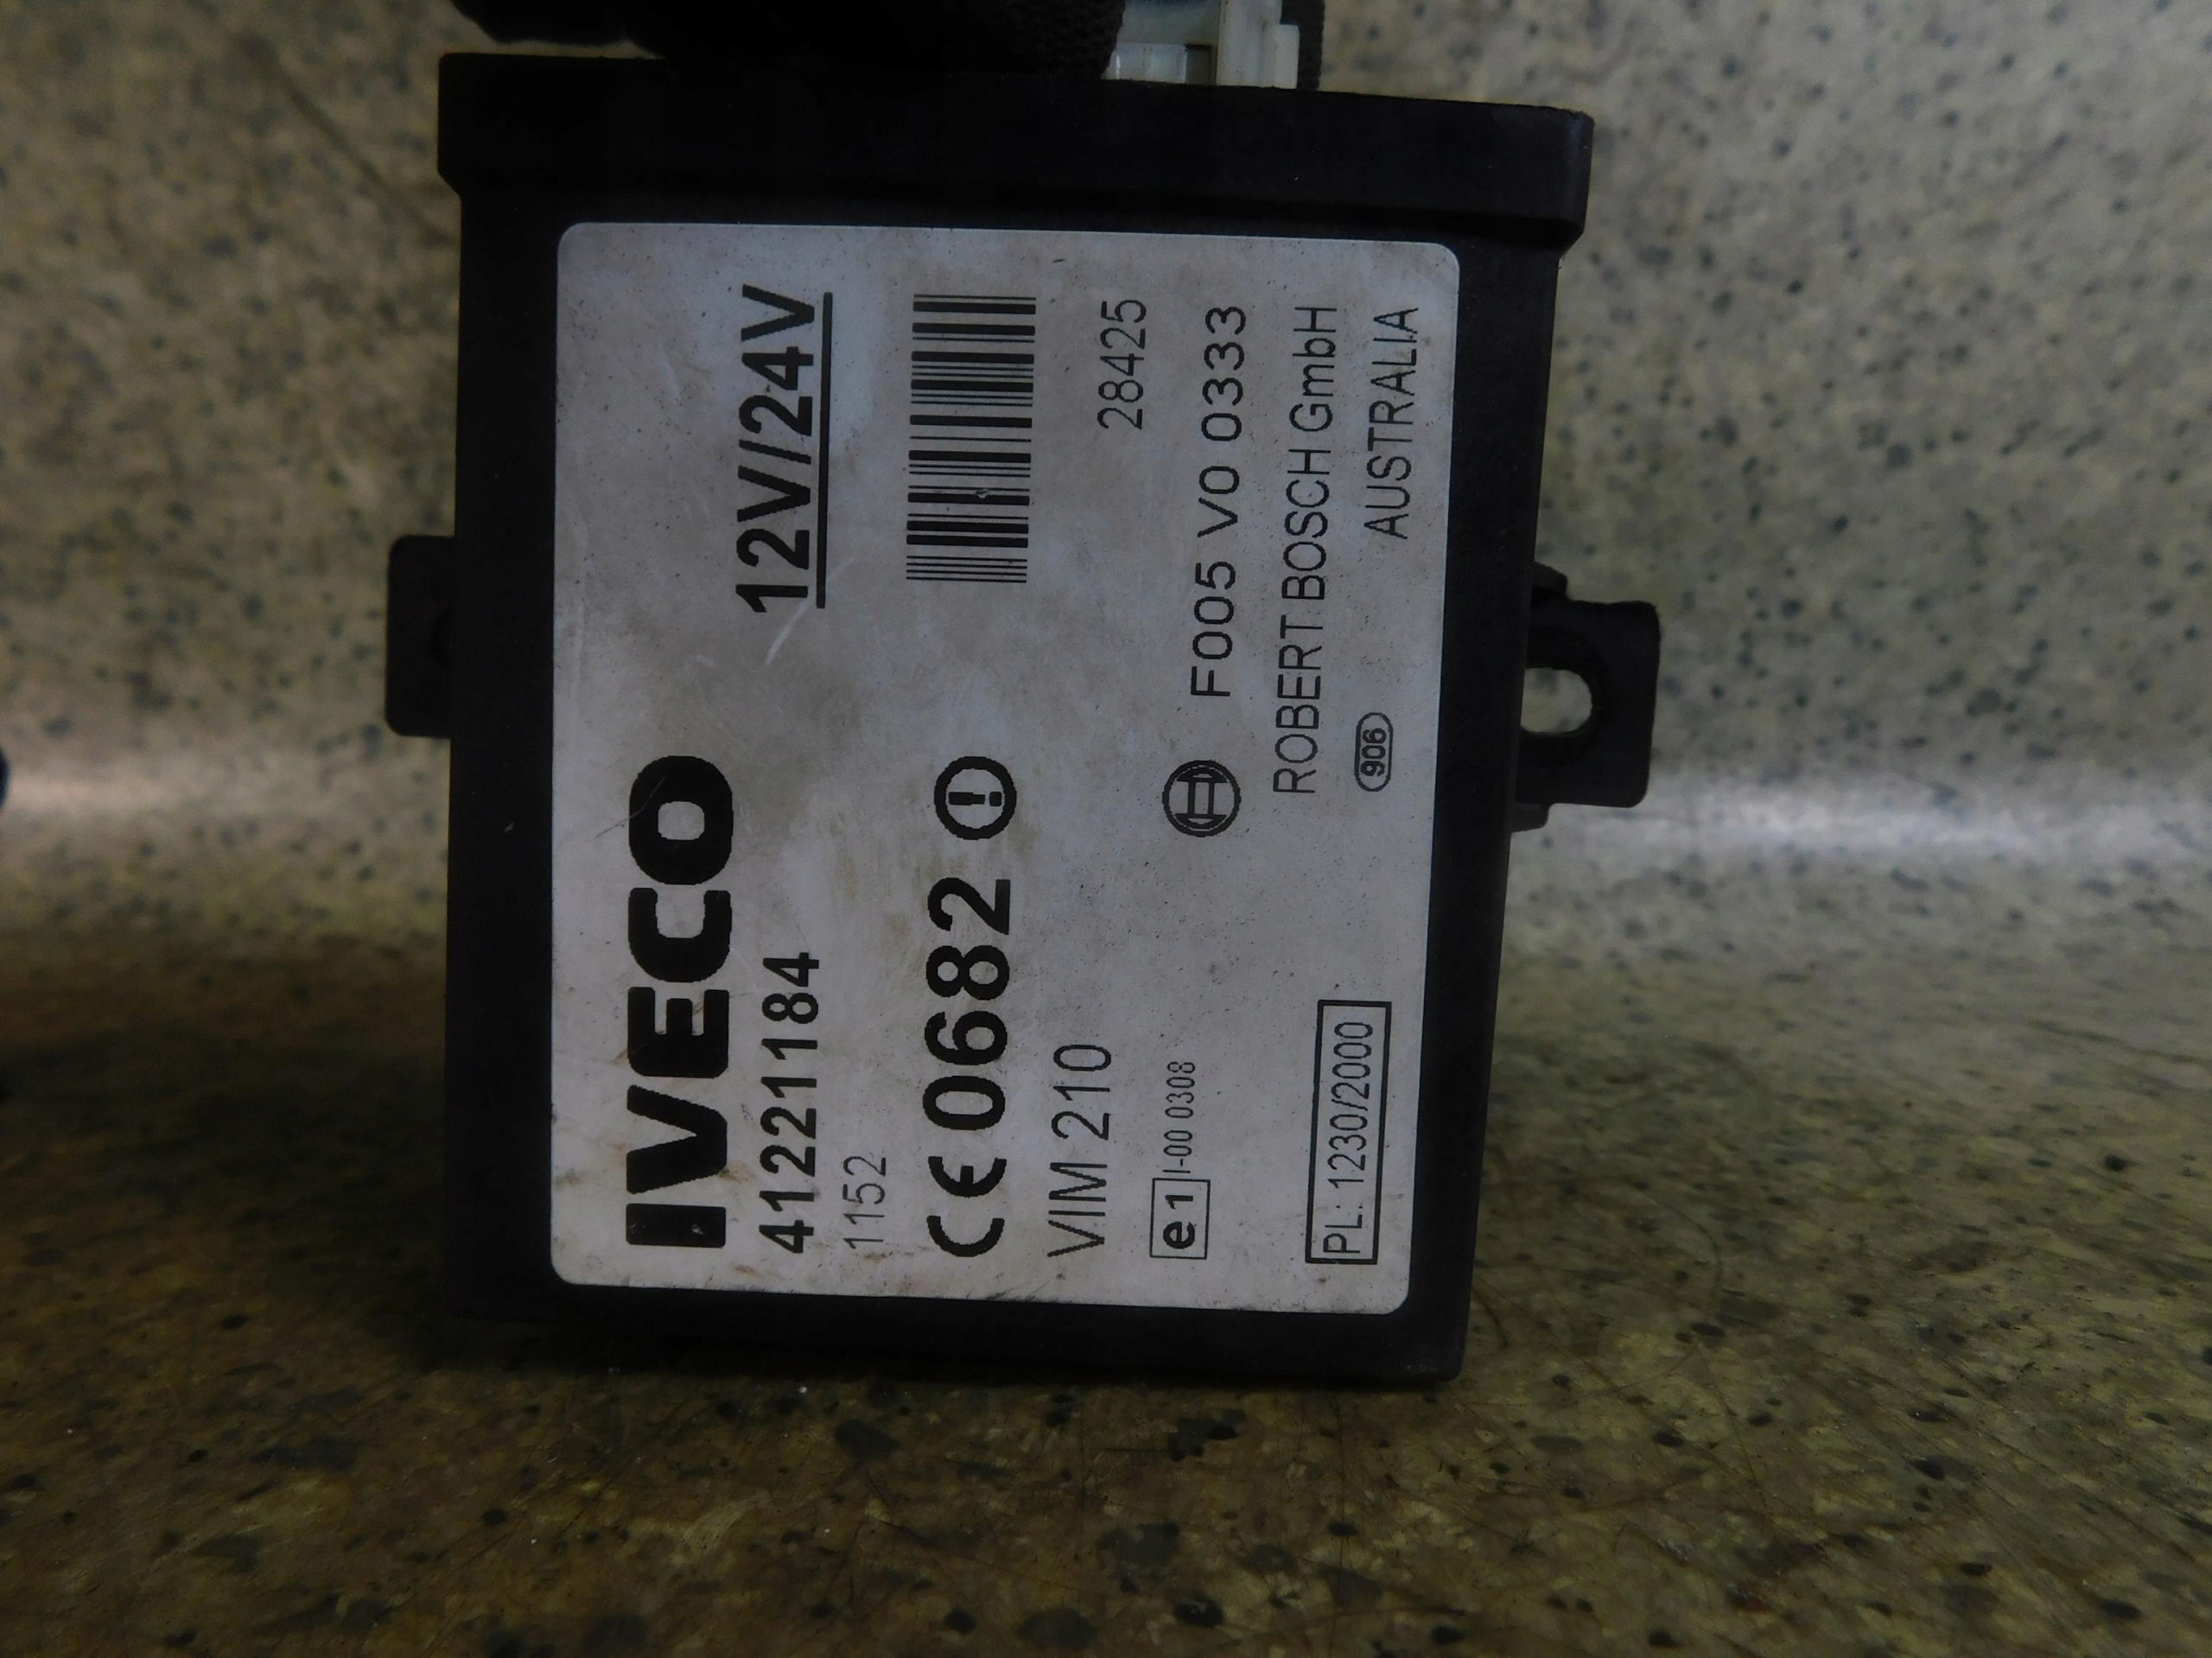 IVECO
41221184 12V/24V
1152
CE 0682
VIM 210 28425
e1 I-00 0308 F005 V0 0333
ROBERT BOSCH GmbH
PL: 1230/2000 906 AUSTRALIA